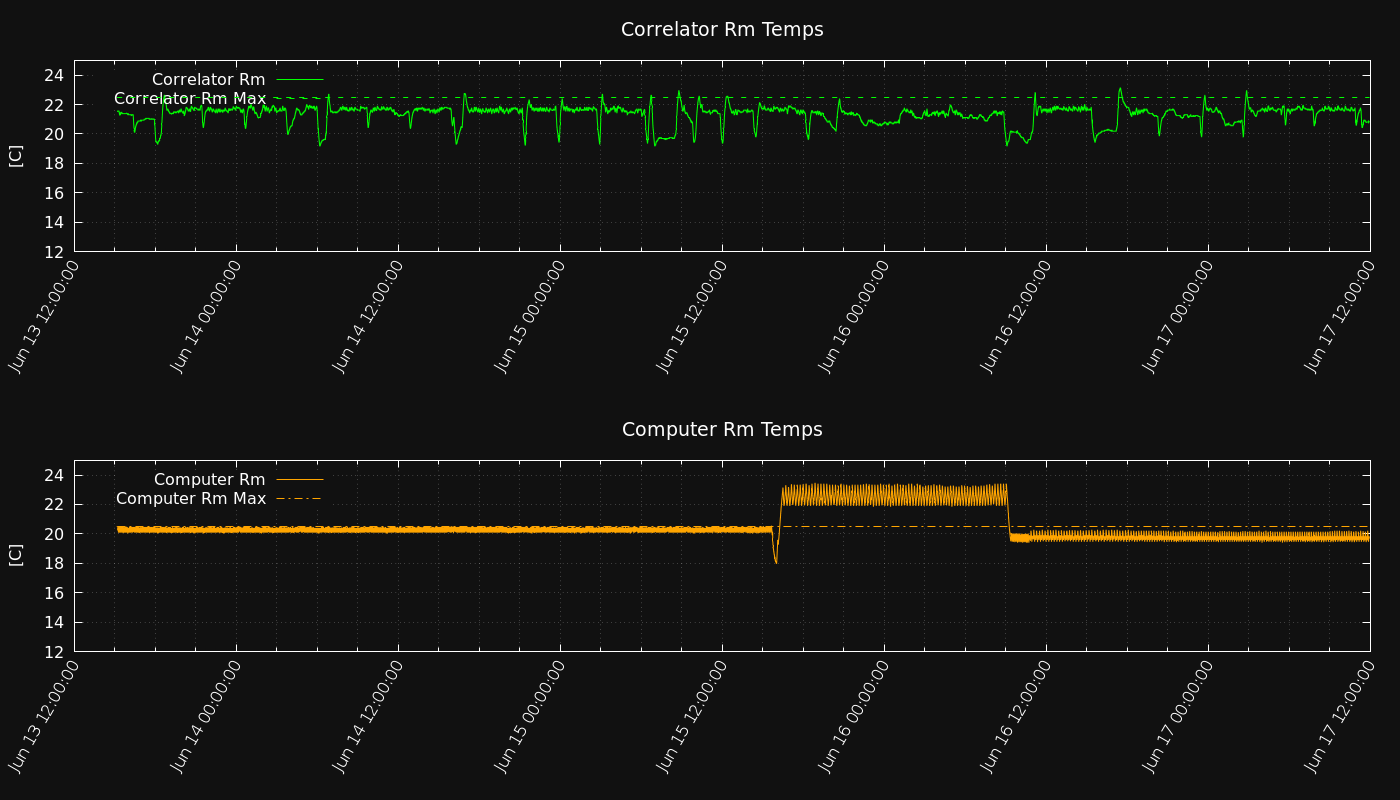 Correlator Rm Temps
Correlator Rm
Correlator Rm Max
24
22
20
18
16
14
12
[C]
Jun 13 12:00:00
Jun 14 00:00:00
Jun 14 12:00:00
Jun 15 00:00:00
Jun 15 12:00:00
Jun 16 00:00:00
Jun 16 12:00:00
Jun 17 00:00:00
Jun 17 12:00:00
Computer Rm Temps
Computer Rm
Computer Rm Max
24
22
20
18
16
14
12
[C]
Jun 13 12:00:00
Jun 14 00:00:00
Jun 14 12:00:00
Jun 15 00:00:00
Jun 15 12:00:00
Jun 16 00:00:00
Jun 16 12:00:00
Jun 17 00:00:00
Jun 17 12:00:00